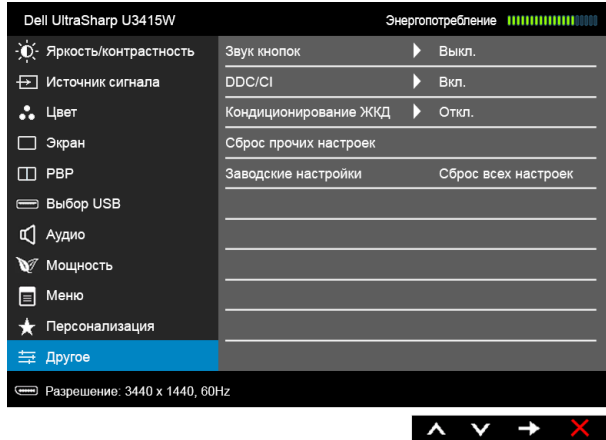 Dell UltraSharp U3415W Энергопотребление
Яркость/контрастность Звук кнопок Выкл.
Источник сигнала DDC/CI Вкл.
Цвет Кондиционирование ЖКД Откл.
Экран Сброс прочих настроек
PBP Заводские настройки Сброс всех настроек
Выбор USB
Аудио
Мощность
Меню
Персонализация
Другое
Разрешение: 3440 x 1440, 60Hz